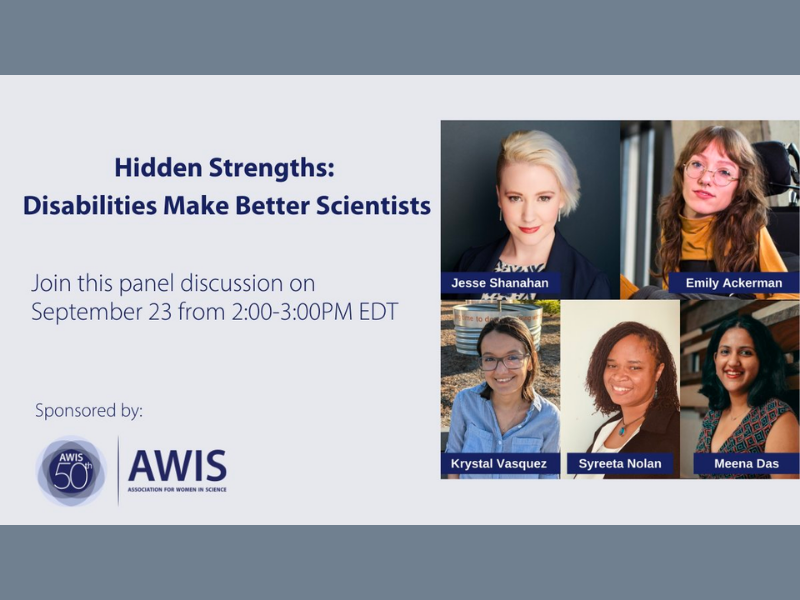 Hidden Strengths:
Disabilities Make Better Scientists
Join this panel discussion on
September 23 from 2:00-3:00PM EDT
Sponsored by:
AWIS
50th
AWIS
ASSOCIATION FOR WOMEN IN SCIENCE
Jesse Shanahan
Emily Ackerman
Krystal Vasquez
Syreeta Nolan
Meena Das